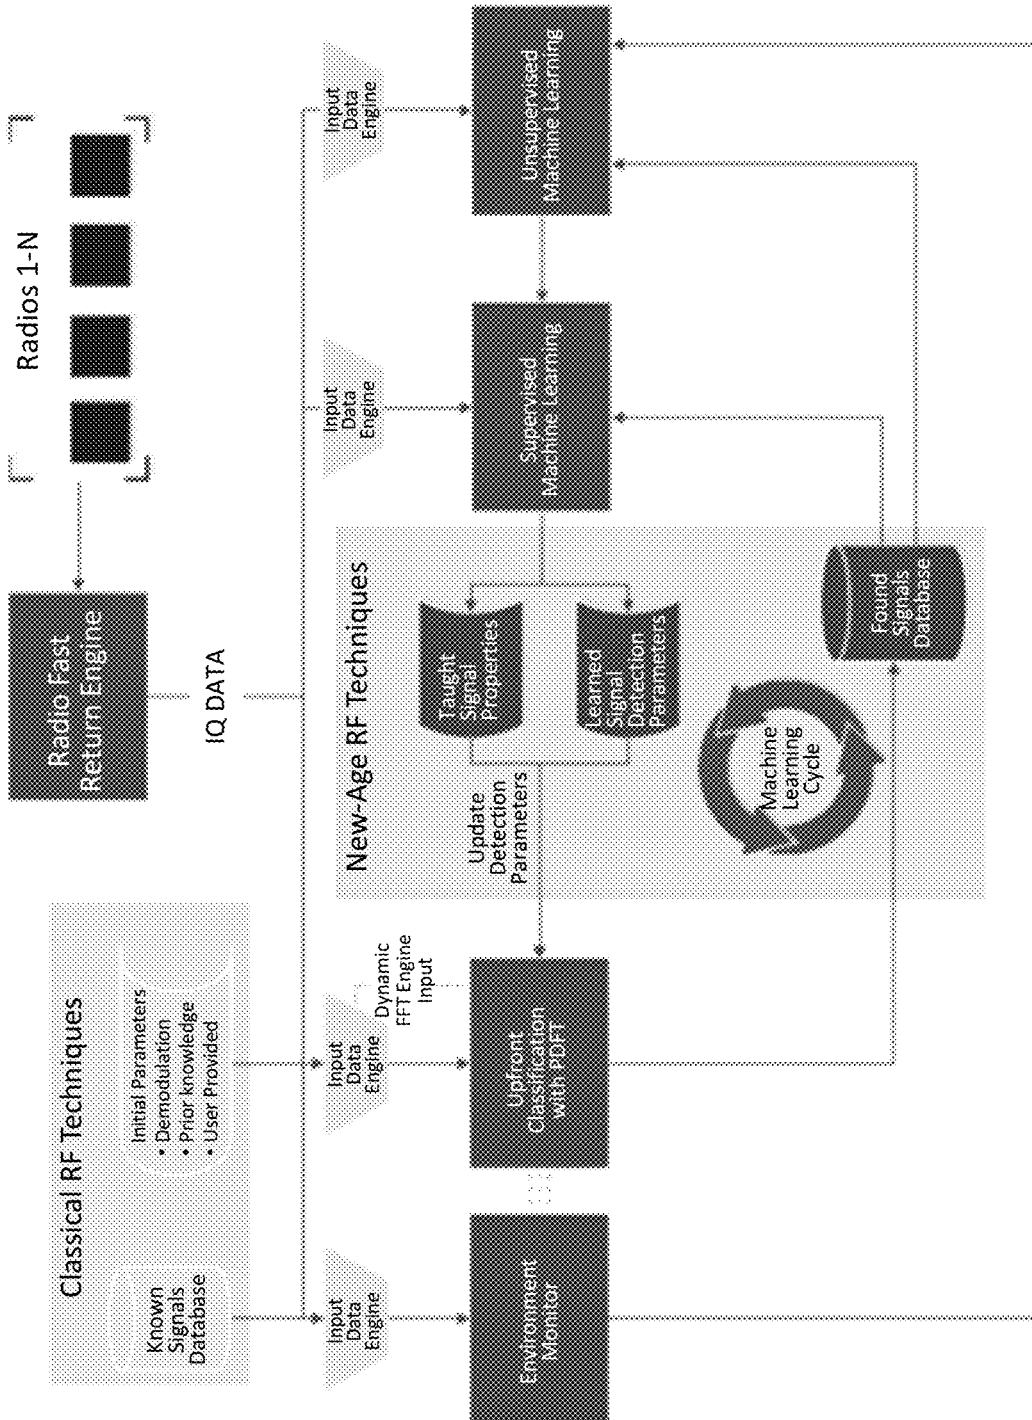 Classical RF Techniques
Known
Signals
Database
Initial Parameters
• Demodulation
• Prior knowledge
• User Provided
Radio Fast
Return Engine
Radios 1-N
IQ DATA
Input
Data
Engine
Input
Data
Engine
Dynamic
FFT Engine
Input
Input
Data
Engine
Input
Data
Engine
New-Age RF Techniques
Environment
Monitor
Upfront
Classification
with PDFT
Update
Detection
Parameters
Taught
Signal
Properties
Learned
Signal
Detection
Parameters
Supervised
Machine Learning
Unsupervised
Machine Learning
Machine
Learning
Cycle
Found
Signals
Database